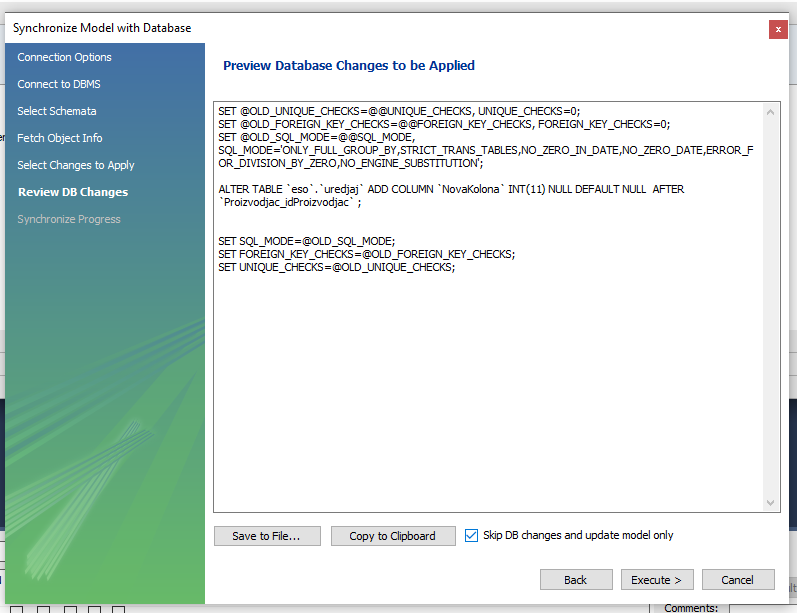 Synchronize Model with Database
x
Connection Options
Connect to DBMS
Select Schemata
Fetch Object Info
Select Changes to Apply
Review DB Changes
Synchronize Progress
Preview Database Changes to be Applied
SET @OLD_UNIQUE_CHECKS=@@UNIQUE_CHECKS, UNIQUE_CHECKS=0;
SET @OLD_FOREIGN_KEY_CHECKS=@@FOREIGN_KEY_CHECKS, FOREIGN_KEY_CHECKS=0;
SET @OLD_SQL_MODE=@@SQL_MODE,
SQL_MODE='ONLY_FULL_GROUP_BY,STRICT_TRANS_TABLES,NO_ZERO_IN_DATE,NO_ZERO_DATE,ERROR_F
OR_DIVISION_BY_ZERO,NO_ENGINE_SUBSTITUTION';
ALTER TABLE `eso`.`uredjaj` ADD COLUMN `NovaKolona` INT(11) NULL DEFAULT NULL AFTER
`Proizvodjac_idProizvodjac` ;
SET SQL_MODE=@OLD_SQL_MODE;
SET FOREIGN_KEY_CHECKS=@OLD_FOREIGN_KEY_CHECKS;
SET UNIQUE_CHECKS=@OLD_UNIQUE_CHECKS;
Save to File...
Copy to Clipboard
Skip DB changes and update model only
Back
Execute >
Cancel
Comments: